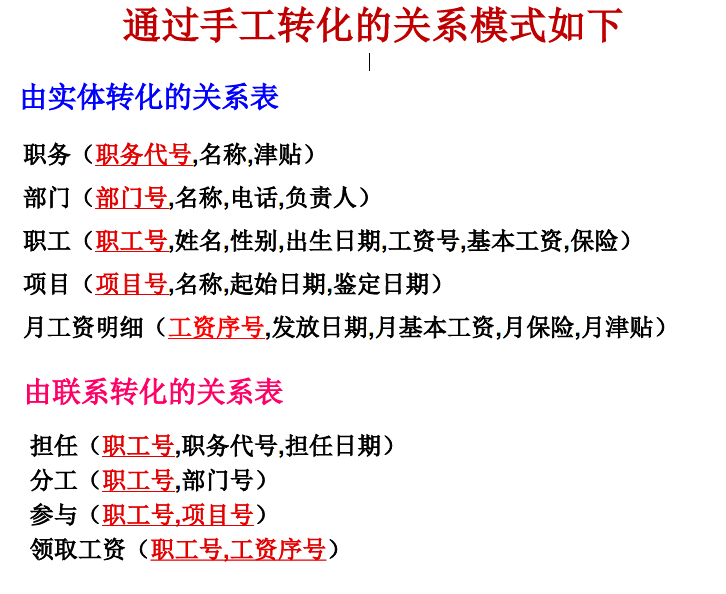 通过手工转化的关系模式如下
由实体转化的关系表
职务（职务代号,名称,津贴）
部门（部门号,名称,电话,负责人）
职工（职工号,姓名,性别,出生日期,工资号,基本工资,保险）
项目（项目号,名称,起始日期,鉴定日期）
月工资明细（工资序号,发放日期,月基本工资,月保险,月津贴）
由联系转化的关系表
担任（职工号,职务代号,担任日期）
分工（职工号,部门号）
参与（职工号,项目号）
领取工资（职工号,工资序号）